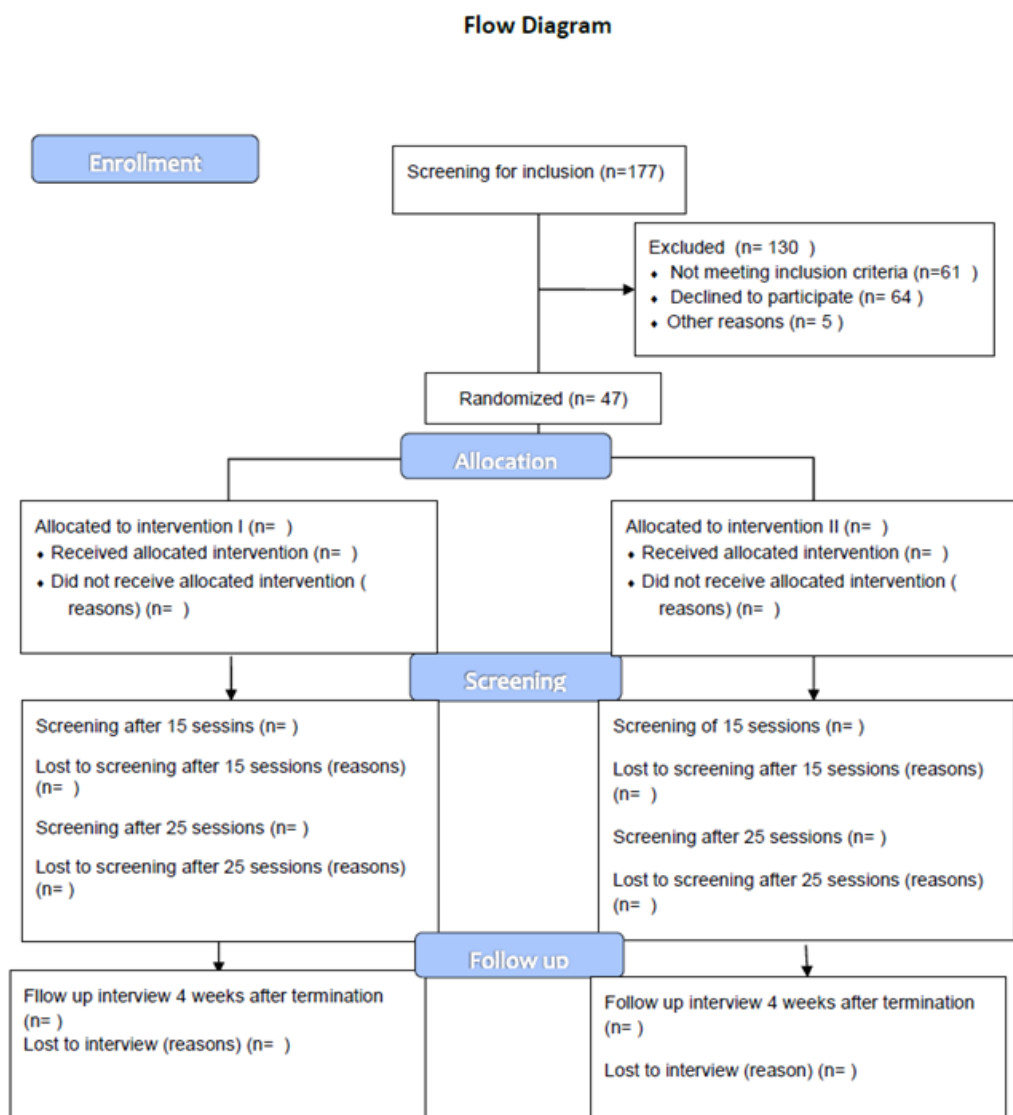 Flow Diagram
Enrollment
Screening for inclusion (n=177)
Excluded (n= 130 )
⬧ Not meeting inclusion criteria (n=61 )
⬧ Declined to participate (n= 64 )
⬧ Other reasons (n= 5 )
Randomized (n= 47)
Allocation
Allocated to intervention I (n= )
⬧ Received allocated intervention (n= )
⬧ Did not receive allocated intervention (
reasons) (n= )
Allocated to intervention II (n= )
⬧ Received allocated intervention (n= )
⬧ Did not receive allocated intervention (
reasons) (n= )
Screening
Screening after 15 sessins (n= )
Lost to screening after 15 sessions (reasons)
(n= )
Screening after 25 sessions (n= )
Lost to screening after 25 sessions (reasons)
(n= )
Screening of 15 sessions (n= )
Lost to screening after 15 sessions (reasons)
(n= )
Screening after 25 sessions (n= )
Lost to screening after 25 sessions (reasons)
(n= )
Follow up
Fllow up interview 4 weeks after termination
(n= )
Lost to interview (reasons) (n= )
Follow up interview 4 weeks after termination
(n= )
Lost to interview (reason) (n= )